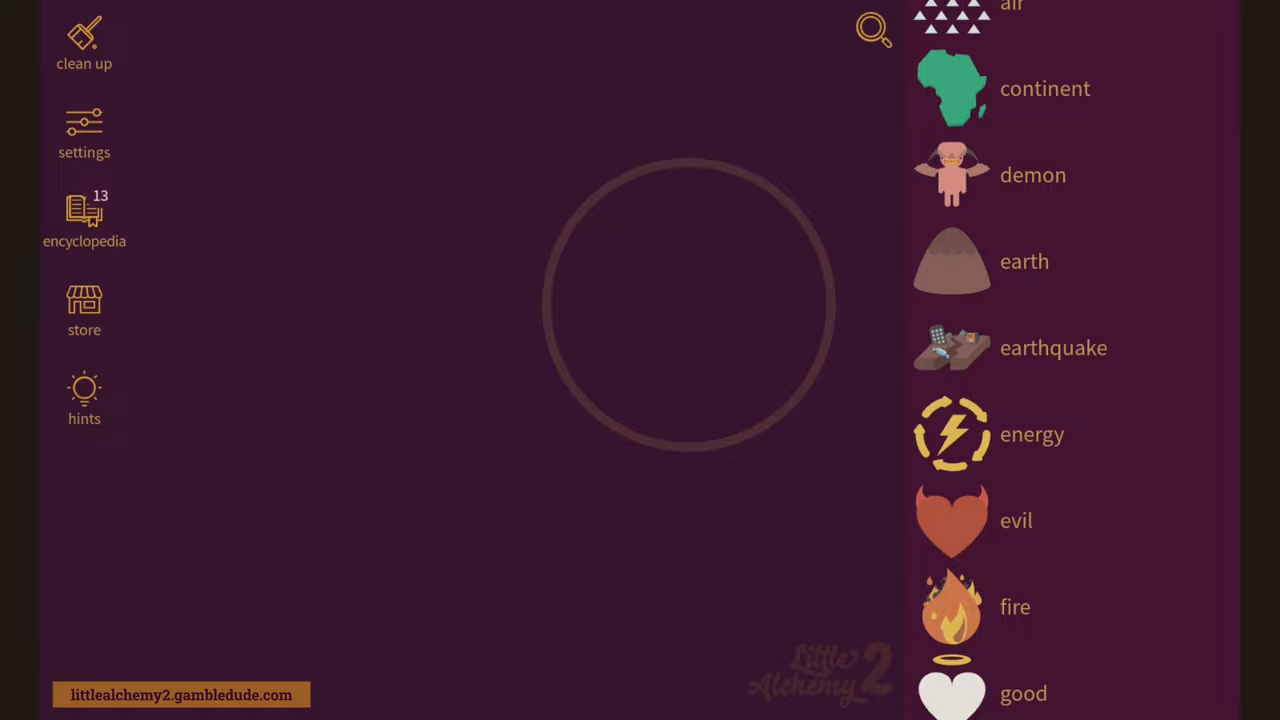 clean up
settings
13
encyclopedia
store
hints
littlealchemy2.gambledude.com
Little
Alchemy 2
air
continent
demon
earth
earthquake
energy
evil
fire
good